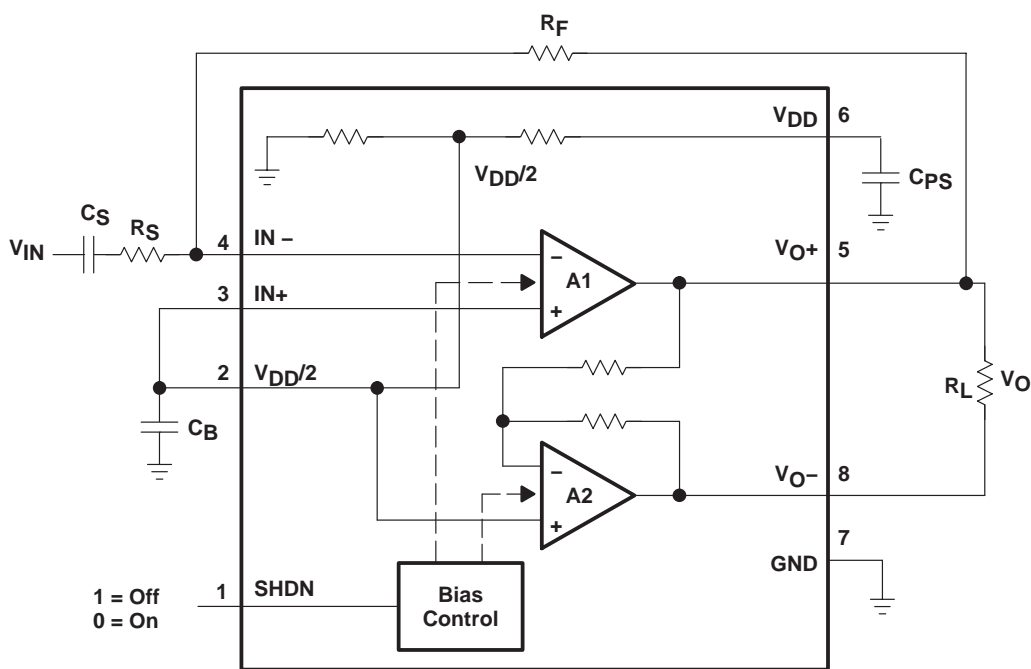 RF
VDD 6
VDD/2
CPS
CS
RS
VIN
4 IN −
VO+ 5
− A1 +
3 IN+
2 VDD/2
RL
VO
CB
− A2 +
VO− 8
7
GND
1 = Off
0 = On
1 SHDN
Bias
Control